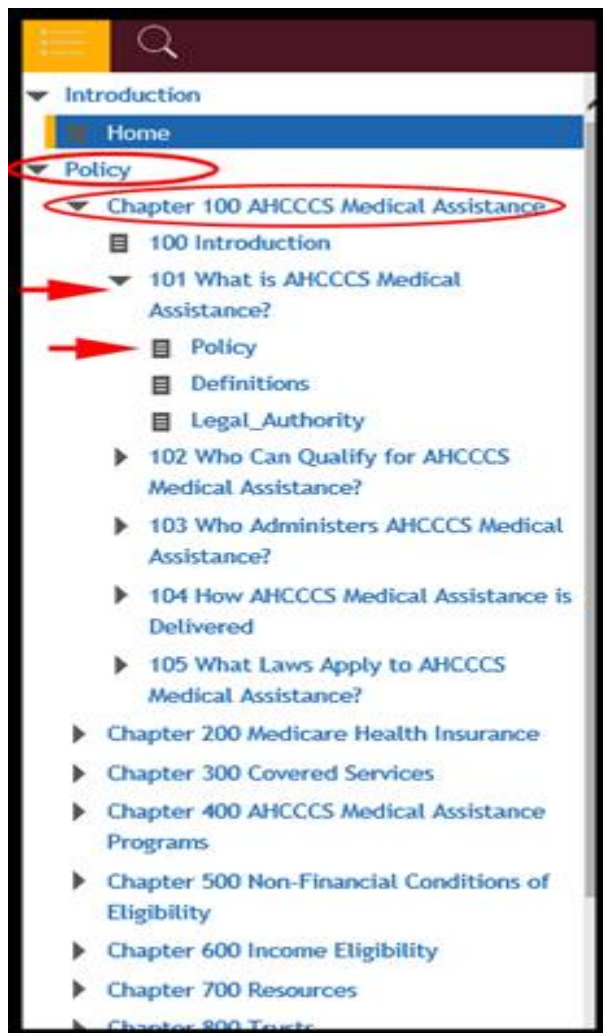 Introduction
Home
Policy
Chapter 100 AHCCCS Medical Assistance
100 Introduction
101 What is AHCCCS Medical
Assistance?
Policy
Definitions
Legal_Authority
102 Who Can Qualify for AHCCCS
Medical Assistance?
103 Who Administers AHCCCS Medical
Assistance?
104 How AHCCCS Medical Assistance is
Delivered
105 What Laws Apply to AHCCCS
Medical Assistance?
Chapter 200 Medicare Health Insurance
Chapter 300 Covered Services
Chapter 400 AHCCCS Medical Assistance
Programs
Chapter 500 Non-Financial Conditions of
Eligibility
Chapter 600 Income Eligibility
Chapter 700 Resources
Chapter 800 Trusts